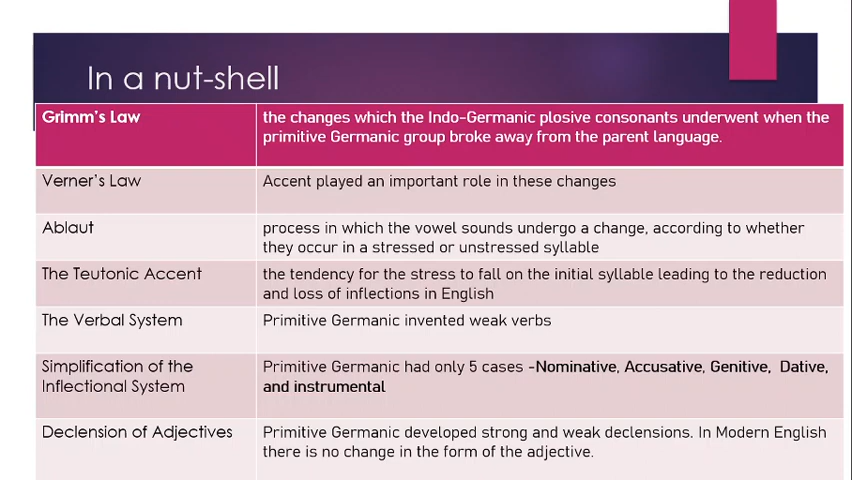 In a nut-shell
Grimm's Law
the changes which the Indo-Germanic plosive consonants underwent when the
primitive Germanic group broke away from the parent language.
Verner's Law
Accent played an important role in these changes
Ablaut
process in which the vowel sounds undergo a change, according to whether
they occur in a stressed or unstressed syllable
The Teutonic Accent
the tendency for the stress to fall on the initial syllable leading to the reduction
and loss of inflections in English
The Verbal System
Primitive Germanic invented weak verbs
Simplification of the
Inflectional System
Primitive Germanic had only 5 cases -Nominative, Accusative, Genitive, Dative,
and instrumental
Declension of Adjectives
Primitive Germanic developed strong and weak declensions. In Modern English
there is no change in the form of the adjective.